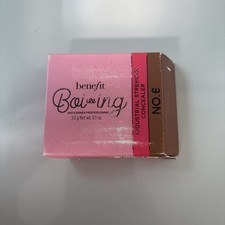 benefit
Boi-ing
INDUSTRIAL STRENGTH
CONCEALER
NO. 6